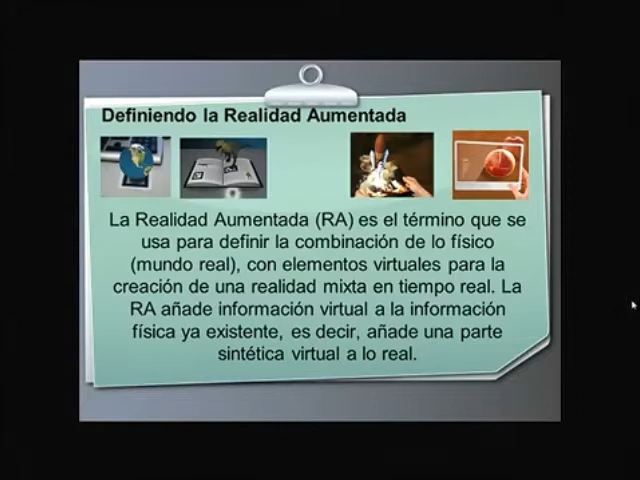 Definiendo la Realidad Aumentada
La Realidad Aumentada (RA) es el término que se
usa para definir la combinación de lo físico
(mundo real), con elementos virtuales para la
creación de una realidad mixta en tiempo real. La
RA añade información virtual a la información
física ya existente, es decir, añade una parte
sintética virtual a lo real.